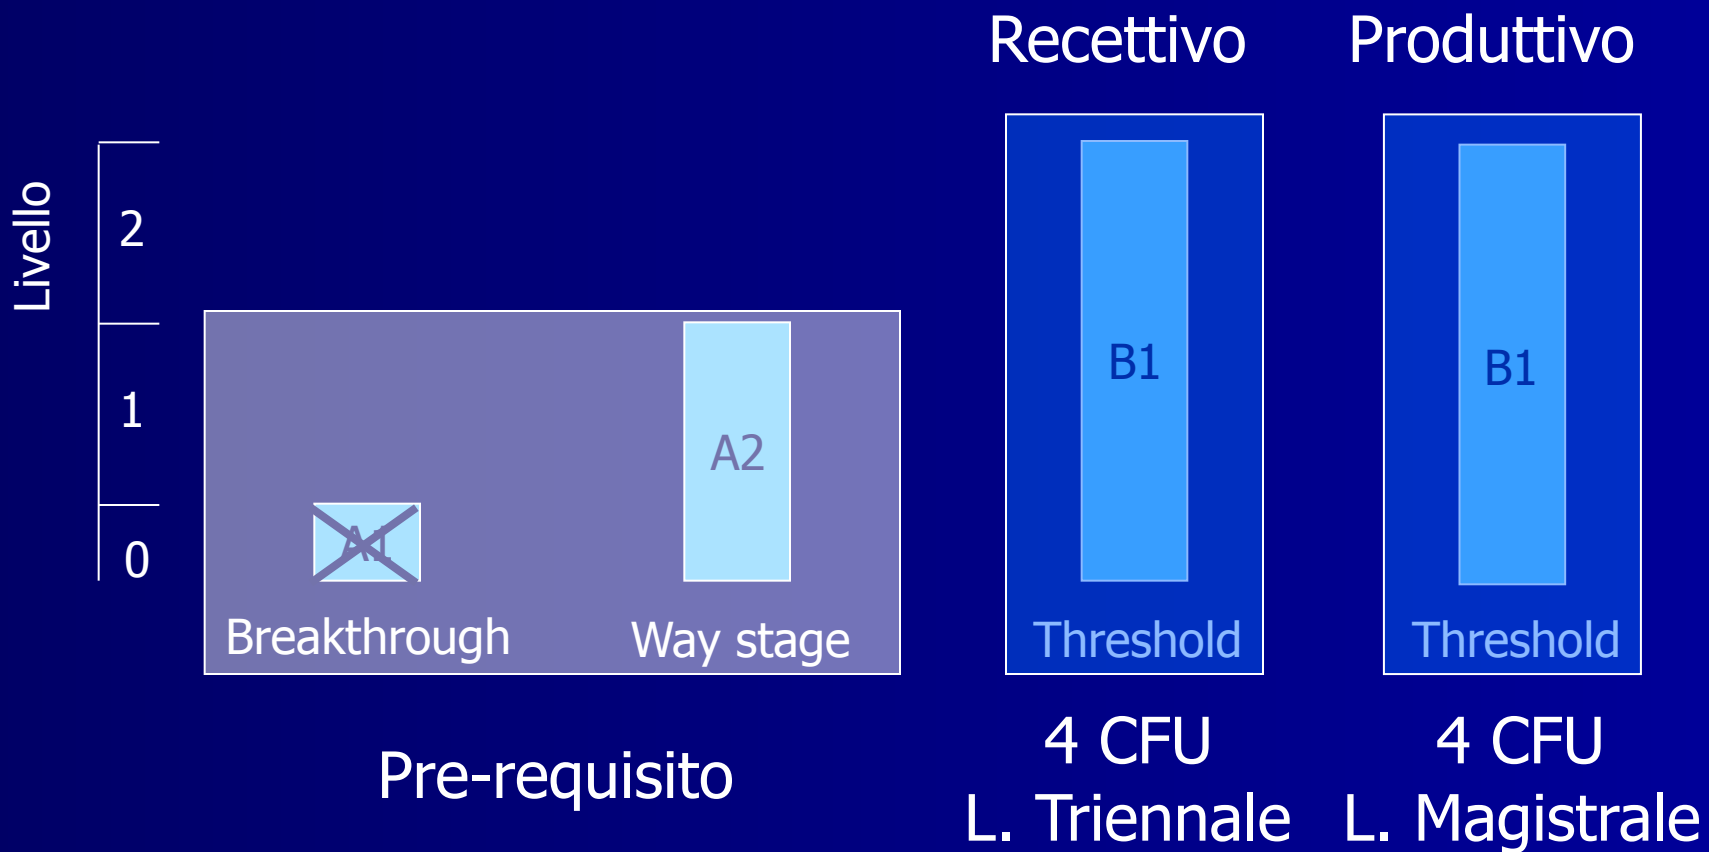 Recettivo
Produttivo
Livello
2
1
0
A1
A2
B1
B1
Breakthrough
Way stage
Threshold
Threshold
Pre-requisito
4 CFU
L. Triennale
4 CFU
L. Magistrale